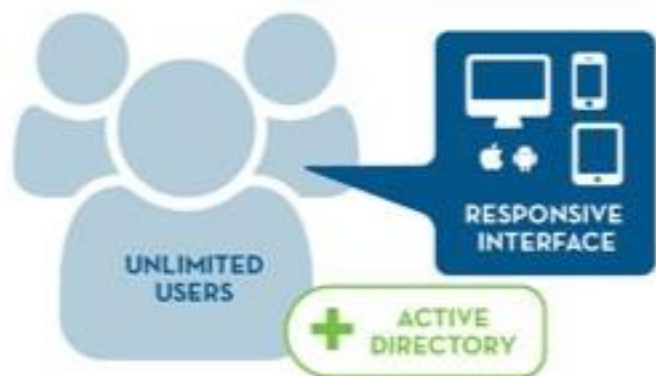 RESPONSIVE
INTERFACE
UNLIMITED
USERS
ACTIVE
DIRECTORY